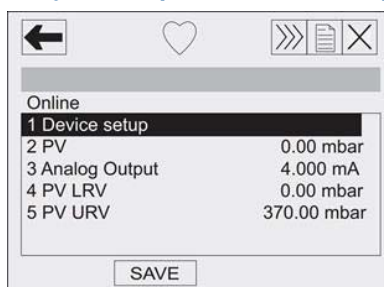 Online
1 Device setup
2 PV 0.00 mbar
3 Analog Output 4.000 mA
4 PV LRV 0.00 mbar
5 PV URV 370.00 mbar
SAVE